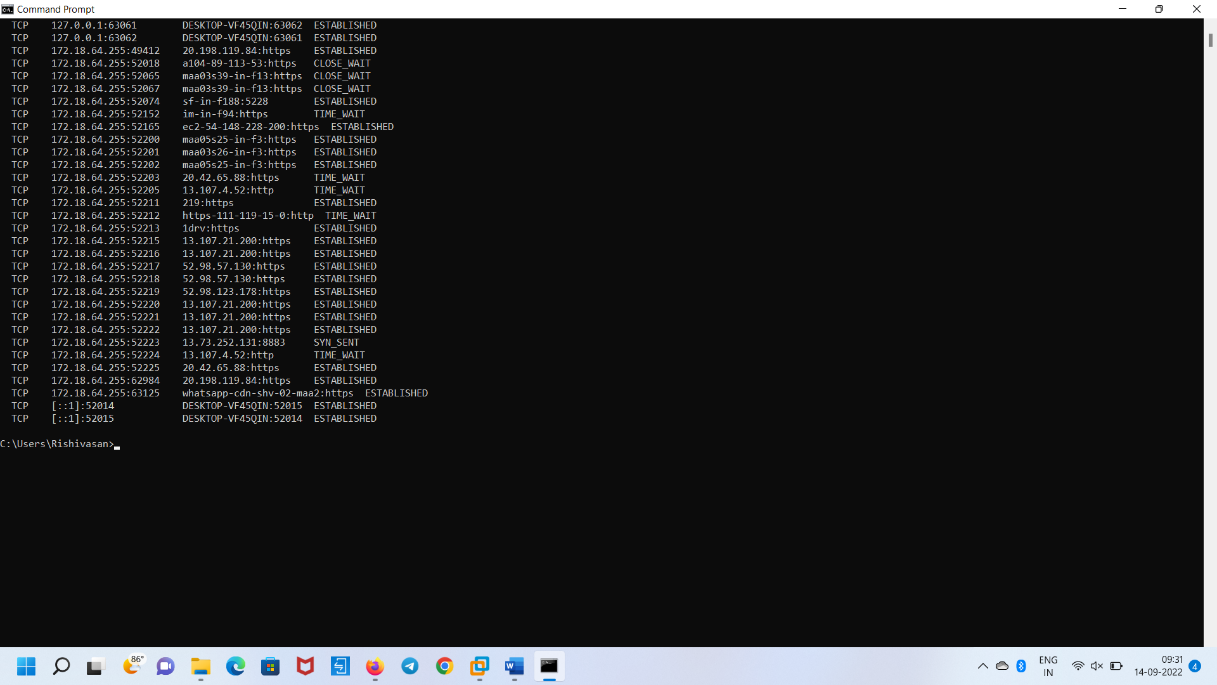 Command Prompt
TCP 127.0.0.1:63061 DESKTOP-VF45QIN:63062 ESTABLISHED
TCP 127.0.0.1:63062 DESKTOP-VF45QIN:63061 ESTABLISHED
TCP 172.18.64.255:49412 20.198.119.84:https ESTABLISHED
TCP 172.18.64.255:52018 a104-89-113-53:https CLOSE_WAIT
TCP 172.18.64.255:52065 maa03s39-in-f13:https CLOSE_WAIT
TCP 172.18.64.255:52067 maa03s39-in-f13:https CLOSE_WAIT
TCP 172.18.64.255:52074 sf-in-f188:5228 ESTABLISHED
TCP 172.18.64.255:52152 im-in-f94:https TIME_WAIT
TCP 172.18.64.255:52165 ec2-54-148-228-200:https ESTABLISHED
TCP 172.18.64.255:52200 maa05s25-in-f3:https ESTABLISHED
TCP 172.18.64.255:52201 maa03s26-in-f3:https ESTABLISHED
TCP 172.18.64.255:52202 maa05s25-in-f3:https ESTABLISHED
TCP 172.18.64.255:52203 20.42.65.88:https TIME_WAIT
TCP 172.18.64.255:52205 13.107.4.52:http TIME_WAIT
TCP 172.18.64.255:52211 219:https ESTABLISHED
TCP 172.18.64.255:52212 https-111-119-15-0:http TIME_WAIT
TCP 172.18.64.255:52213 1drv:https ESTABLISHED
TCP 172.18.64.255:52215 13.107.21.200:https ESTABLISHED
TCP 172.18.64.255:52216 13.107.21.200:https ESTABLISHED
TCP 172.18.64.255:52217 52.98.57.130:https ESTABLISHED
TCP 172.18.64.255:52218 52.98.57.130:https ESTABLISHED
TCP 172.18.64.255:52219 52.98.123.178:https ESTABLISHED
TCP 172.18.64.255:52220 13.107.21.200:https ESTABLISHED
TCP 172.18.64.255:52221 13.107.21.200:https ESTABLISHED
TCP 172.18.64.255:52222 13.107.21.200:https ESTABLISHED
TCP 172.18.64.255:52223 13.73.252.131:8883 SYN_SENT
TCP 172.18.64.255:52224 13.107.4.52:http TIME_WAIT
TCP 172.18.64.255:52225 20.42.65.88:https ESTABLISHED
TCP 172.18.64.255:62984 20.198.119.84:https ESTABLISHED
TCP 172.18.64.255:63125 whatsapp-cdn-shv-02-maa2:https ESTABLISHED
TCP [::1]:52014 DESKTOP-VF45QIN:52015 ESTABLISHED
TCP [::1]:52015 DESKTOP-VF45QIN:52014 ESTABLISHED
C:\Users\Rishivasan>
86°
ENG
IN
09:31
14-09-2022
4